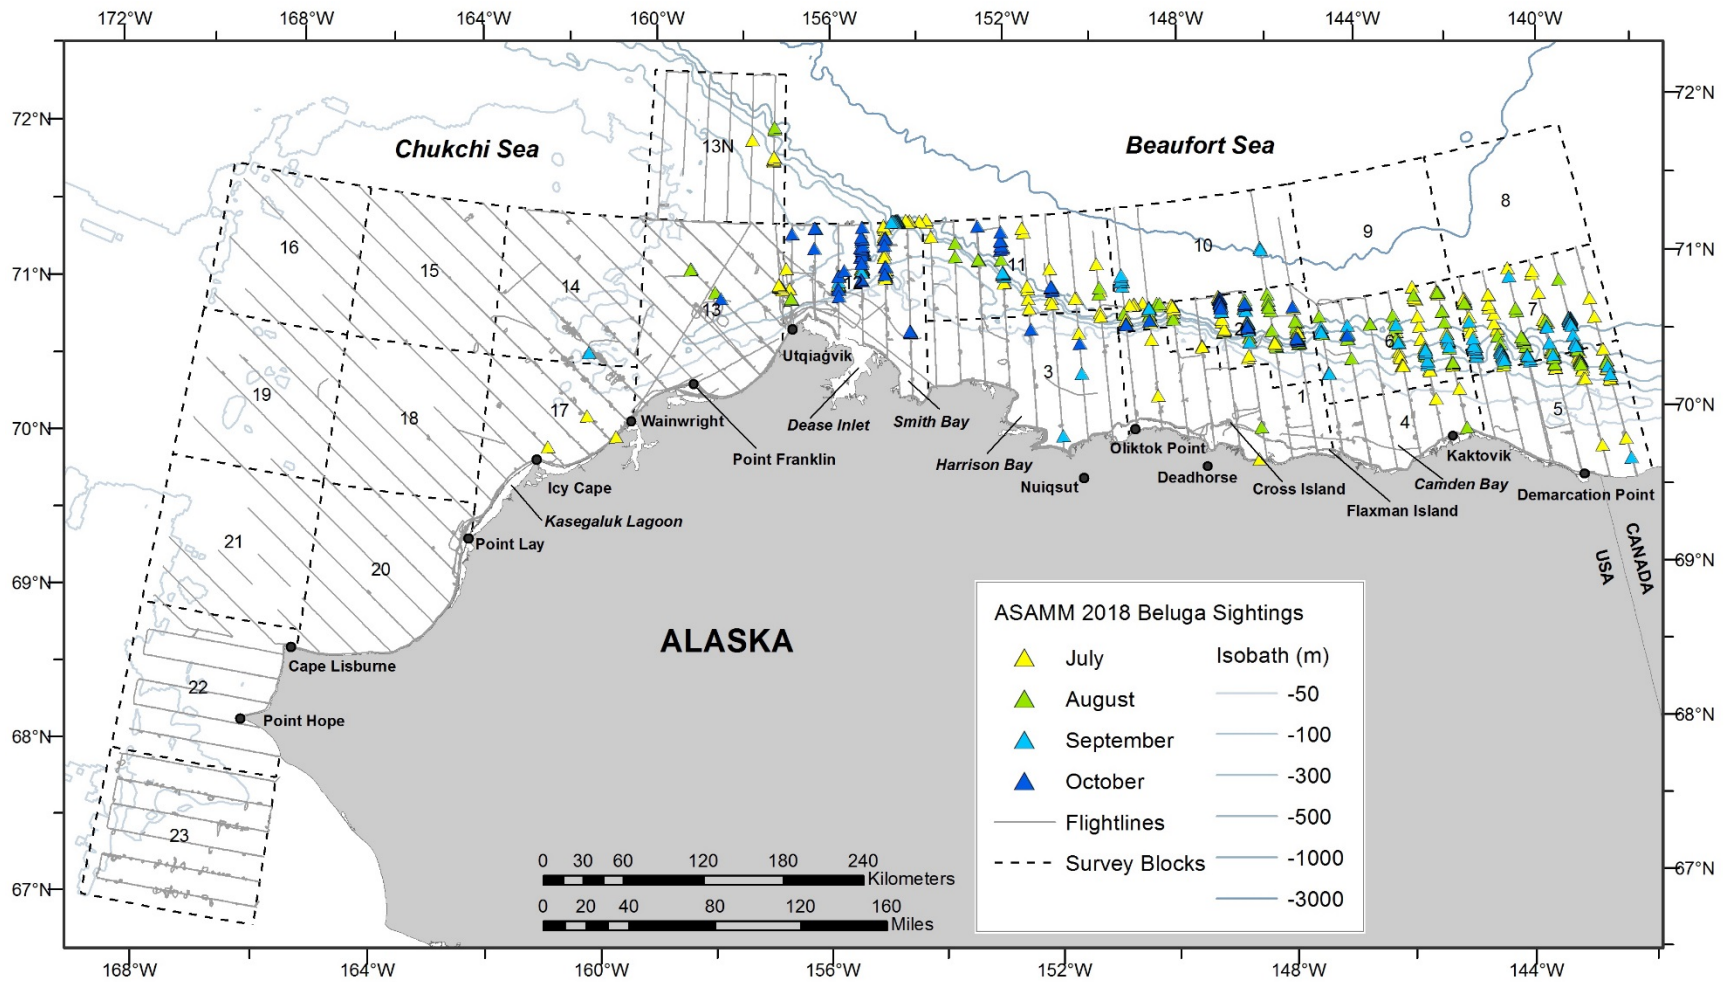 172°W 168°W 164°W 160°W 156°W 152°W 148°W 144°W 140°W
72°N 72°N
71°N 71°N
70°N 70°N
69°N 69°N
68°N 68°N
67°N 67°N
168°W 164°W 160°W 156°W 152°W 148°W 144°W
Chukchi Sea
Beaufort Sea
13N
8
9
10
16
15
14
13
11
7
6
5
4
3
1
19
18
17
21
20
22
23
Utqiaġvik
Wainwright
Point Franklin
Dease Inlet
Smith Bay
Harrison Bay
Oliktok Point
Nuiqsut
Deadhorse
Cross Island
Flaxman Island
Camden Bay
Kaktovik
Demarcation Point
Icy Cape
Kasegaluk Lagoon
Point Lay
Cape Lisburne
Point Hope
ALASKA
USA
CANADA
ASAMM 2018 Beluga Sightings
July
August
September
October
Flightlines
Survey Blocks
Isobath (m)
-50
-100
-300
-500
-1000
-3000
0 30 60 120 180 240
Kilometers
0 20 40 80 120 160
Miles